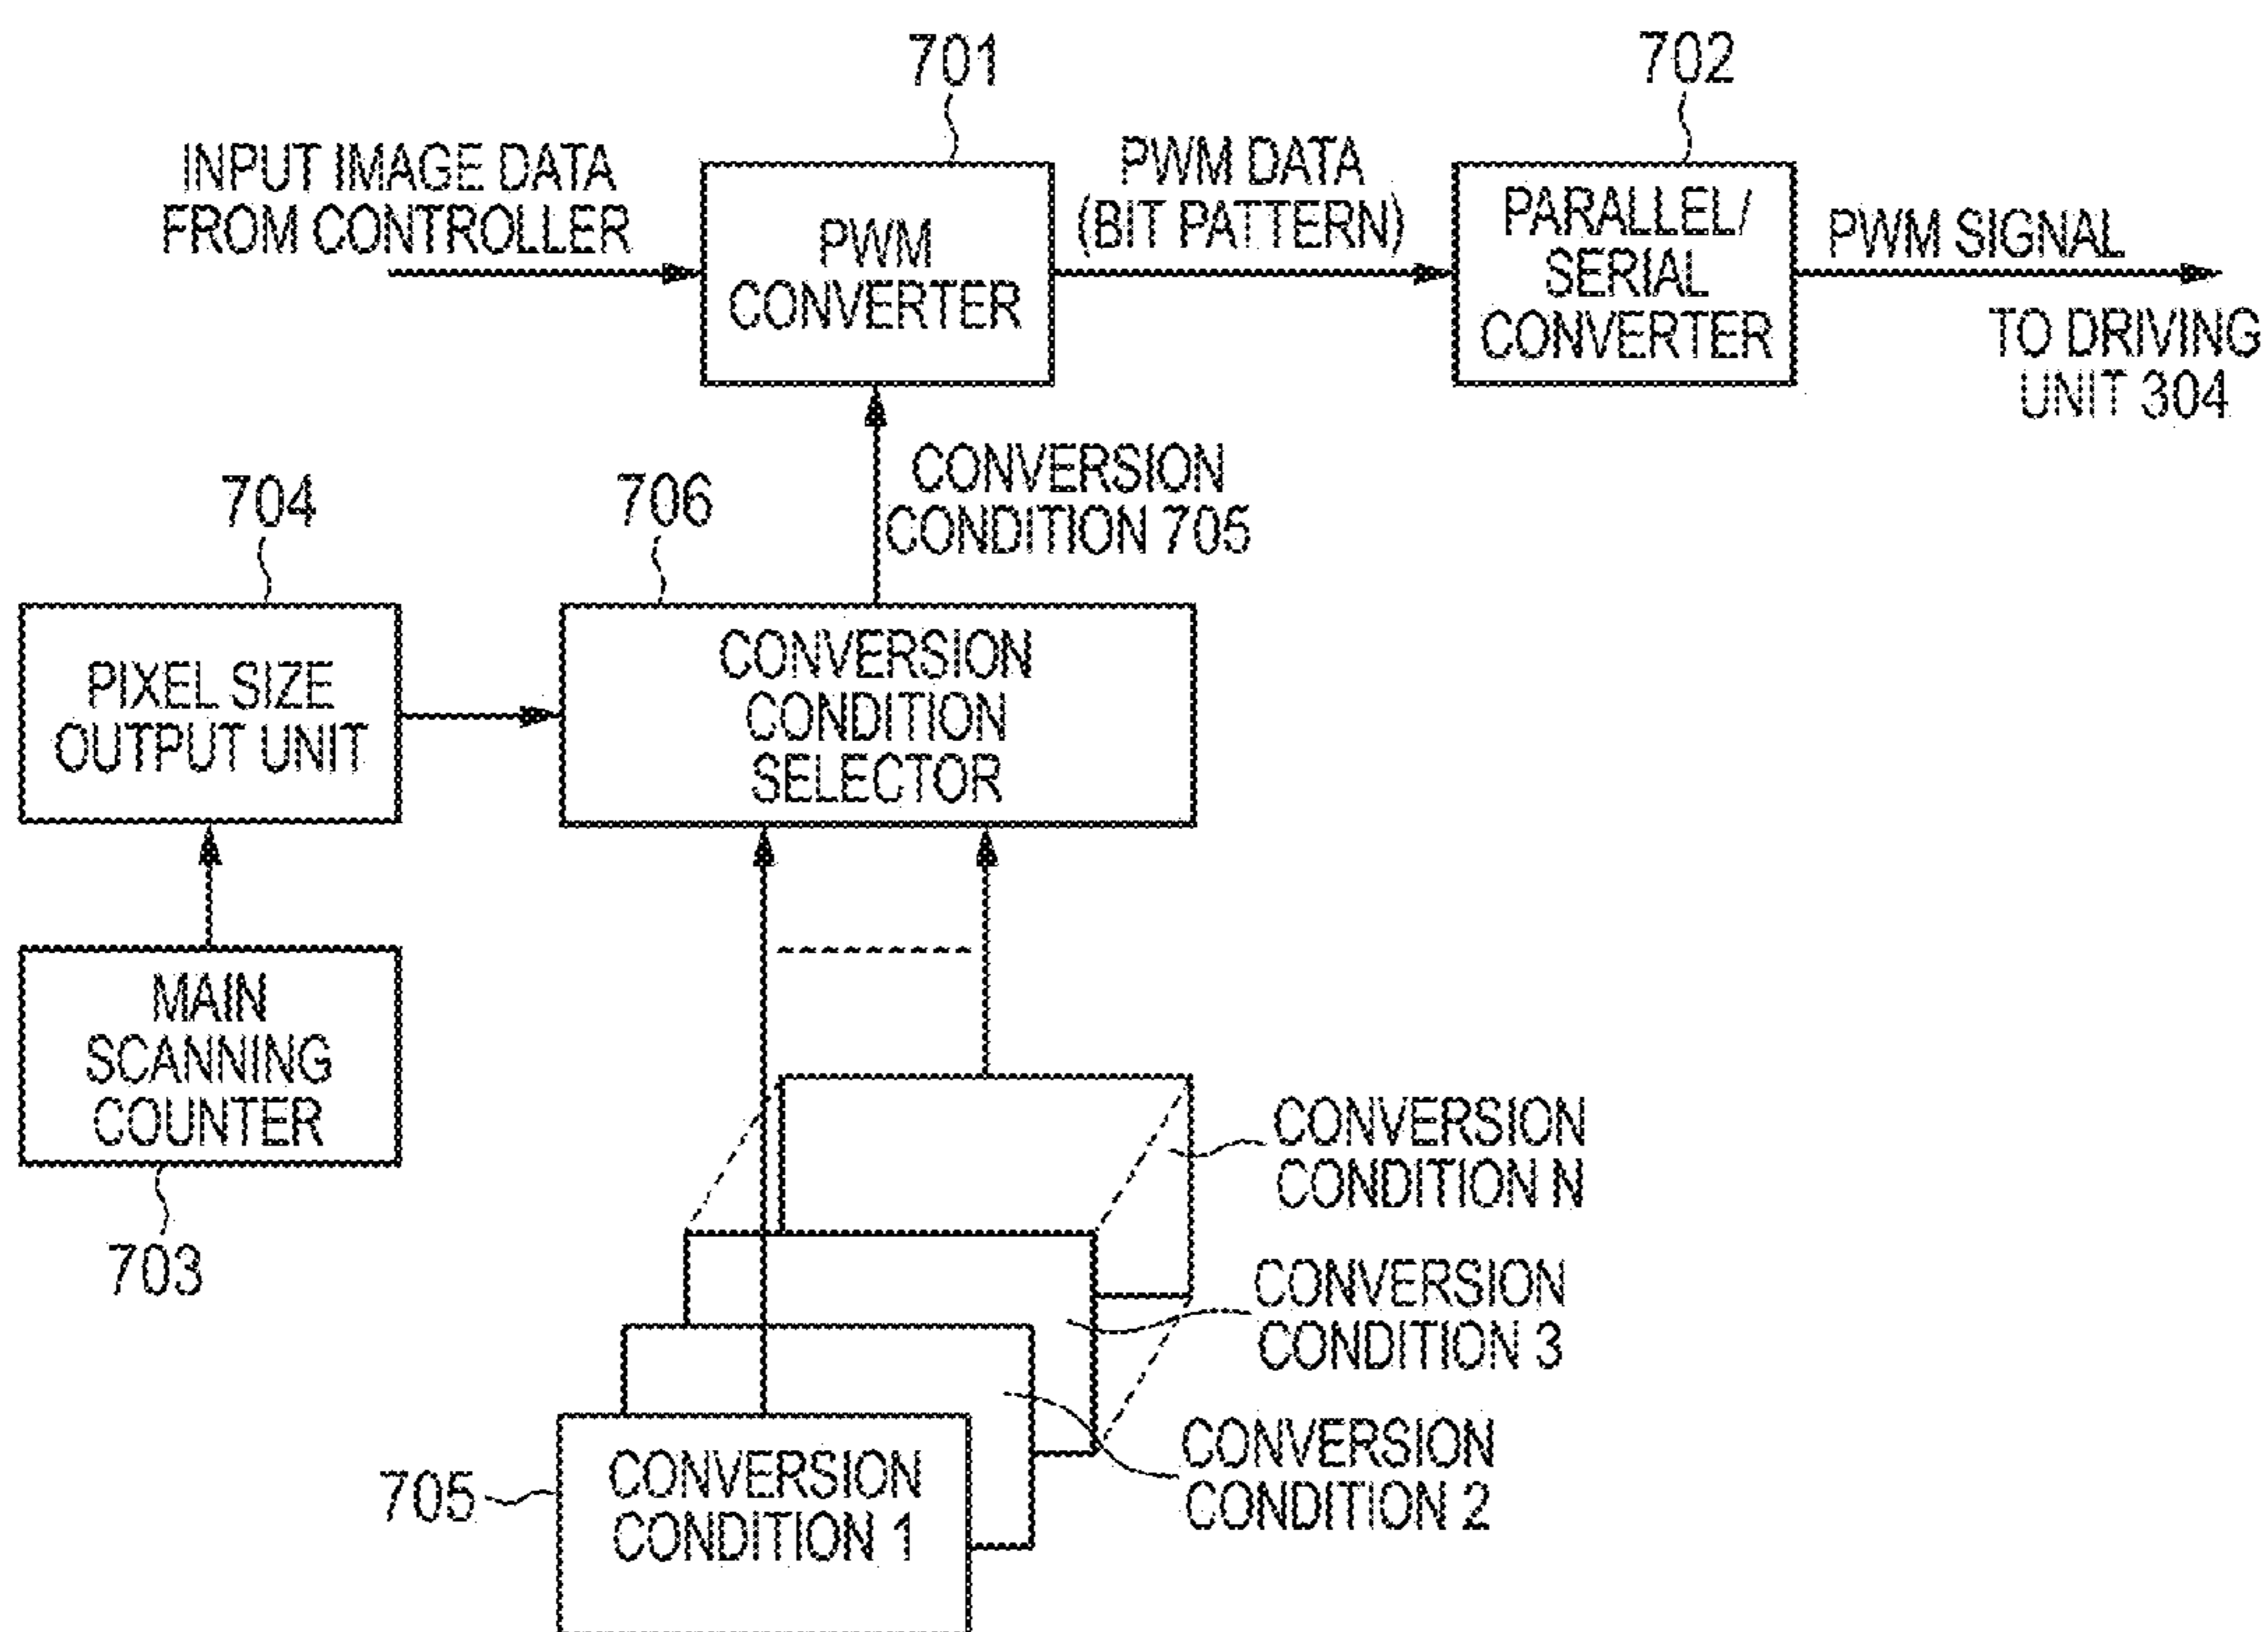 701
702
INPUT IMAGE DATA
FROM CONTROLLER
PWM
CONVERTER
PWM DATA
(BIT PATTERN)
PARALLEL/
SERIAL
CONVERTER
PWM SIGNAL
TO DRIVING
UNIT 304
704
706
CONVERSION
CONDITION 705
PIXEL SIZE
OUTPUT UNIT
CONVERSION
CONDITION
SELECTOR
MAIN
SCANNING
COUNTER
703
CONVERSION
CONDITION N
CONVERSION
CONDITION 3
CONVERSION
CONDITION 2
705
CONVERSION
CONDITION 1